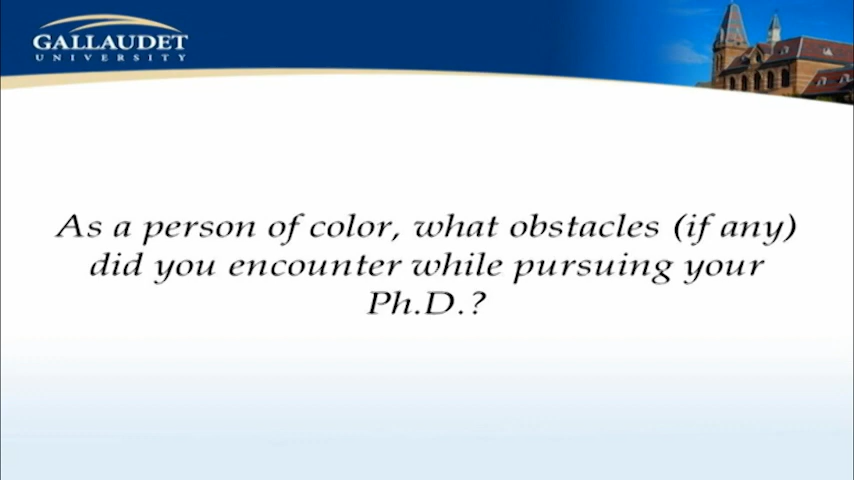 GALLAUDET
UNIVERSITY
As a person of color, what obstacles (if any)
did you encounter while pursuing your
Ph.D.?